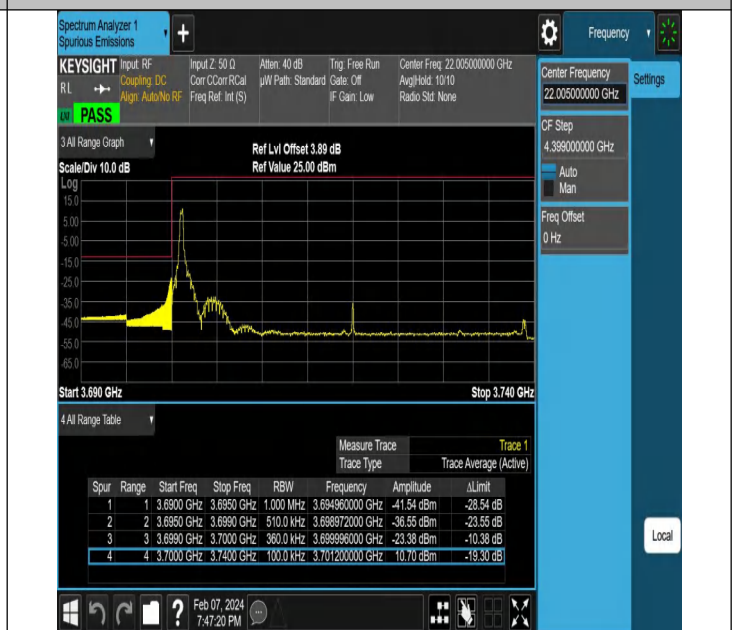 Spectrum Analyzer 1
Spurious Emissions
Frequency
KEYSIGHT Input: RF Input Z: 50 Ω Atten: 40 dB Trig: Free Run Center Freq: 22.005000000 GHz
RL Coupling: DC Corr CCorr RCal µW Path: Standard Gate: Off Avg|Hold: 10/10
Align: Auto/No RF Freq Ref: Int (S) IF Gain: Low Radio Std: None
LXI PASS
Center Frequency
22.005000000 GHz
Settings
CF Step
4.399000000 GHz
Auto
Man
Freq Offset
0 Hz
3 All Range Graph
Ref Lvl Offset 3.89 dB
Scale/Div 10.0 dB Ref Value 25.00 dBm
Log
15.0
5.00
-5.00
-15.0
-25.0
-35.0
-45.0
-55.0
-65.0
Start 3.690 GHz Stop 3.740 GHz
4 All Range Table
Measure Trace Trace 1
Trace Type Trace Average (Active)
Spur Range Start Freq Stop Freq RBW Frequency Amplitude ΔLimit
1 1 3.6900 GHz 3.6950 GHz 1.000 MHz 3.694960000 GHz -41.54 dBm -28.54 dB
2 2 3.6950 GHz 3.6990 GHz 510.0 kHz 3.698972000 GHz -36.55 dBm -23.55 dB
3 3 3.6990 GHz 3.7000 GHz 360.0 kHz 3.699996000 GHz -23.38 dBm -10.38 dB
4 4 3.7000 GHz 3.7400 GHz 100.0 kHz 3.701200000 GHz 10.70 dBm -19.30 dB
Local
Feb 07, 2024
7:47:20 PM